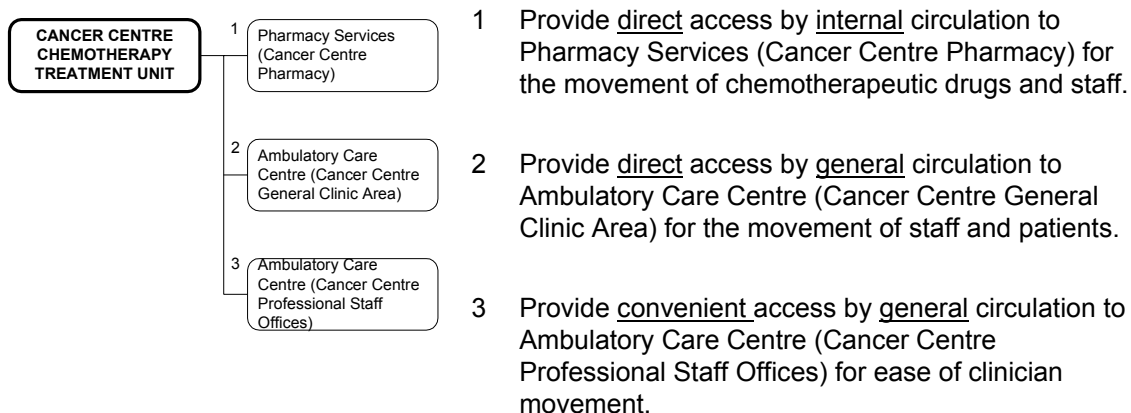 CANCER CENTRE
CHEMOTHERAPY
TREATMENT UNIT
1
Pharmacy Services
(Cancer Centre
Pharmacy)
2
Ambulatory Care
Centre (Cancer Centre
General Clinic Area)
3
Ambulatory Care
Centre (Cancer Centre
Professional Staff
Offices)
1 Provide direct access by internal circulation to
Pharmacy Services (Cancer Centre Pharmacy) for
the movement of chemotherapeutic drugs and staff.
2 Provide direct access by general circulation to
Ambulatory Care Centre (Cancer Centre General
Clinic Area) for the movement of staff and patients.
3 Provide convenient access by general circulation to
Ambulatory Care Centre (Cancer Centre
Professional Staff Offices) for ease of clinician
movement.